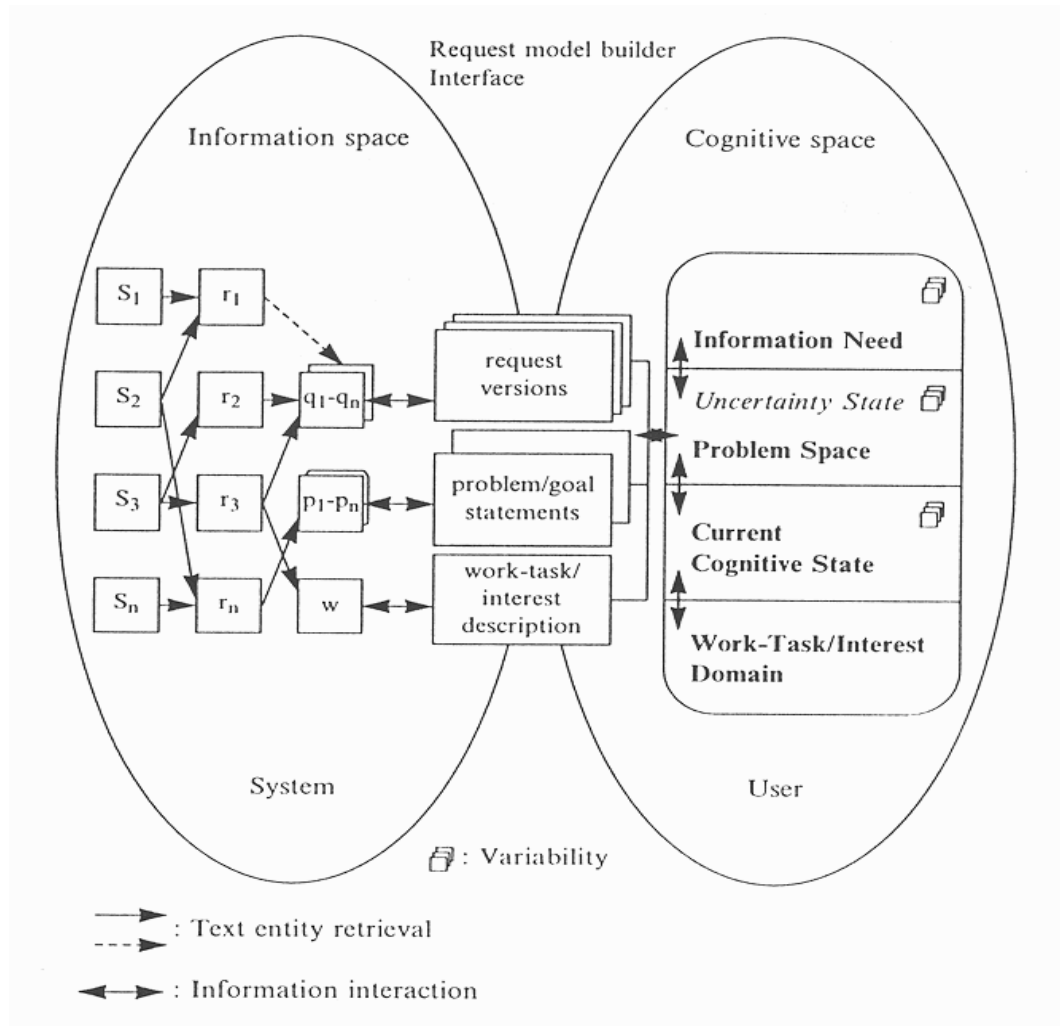 Request model builder
Interface
Information space
Cognitive space
S₁
r₁
S₂
r₂
q₁-qₙ
S₃
r₃
p₁-pₙ
Sₙ
rₙ
w
request
versions
problem/goal
statements
work-task/
interest
description
Information Need
Uncertainty State
Problem Space
Current
Cognitive State
Work-Task/Interest
Domain
System
User
: Variability
: Text entity retrieval
: Information interaction